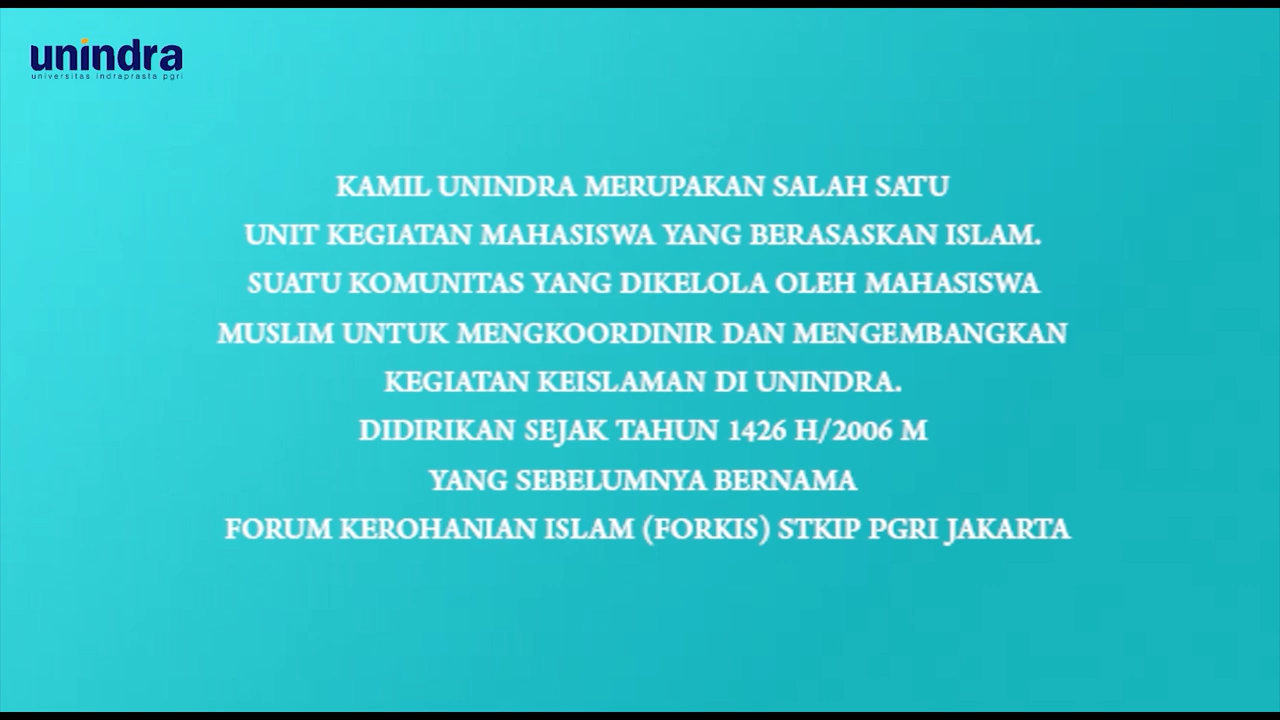 unindra
universitas indraprasta pgri
KAMIL UNINDRA MERUPAKAN SALAH SATU
UNIT KEGIATAN MAHASISWA YANG BERASASKAN ISLAM.
SUATU KOMUNITAS YANG DIKELOLA OLEH MAHASISWA
MUSLIM UNTUK MENGKOORDINIR DAN MENGEMBANGKAN
KEGIATAN KEISLAMAN DI UNINDRA.
DIDIRIKAN SEJAK TAHUN 1426 H/2006 M
YANG SEBELUMNYA BERNAMA
FORUM KEROHANIAN ISLAM (FORKIS) STKIP PGRI JAKARTA